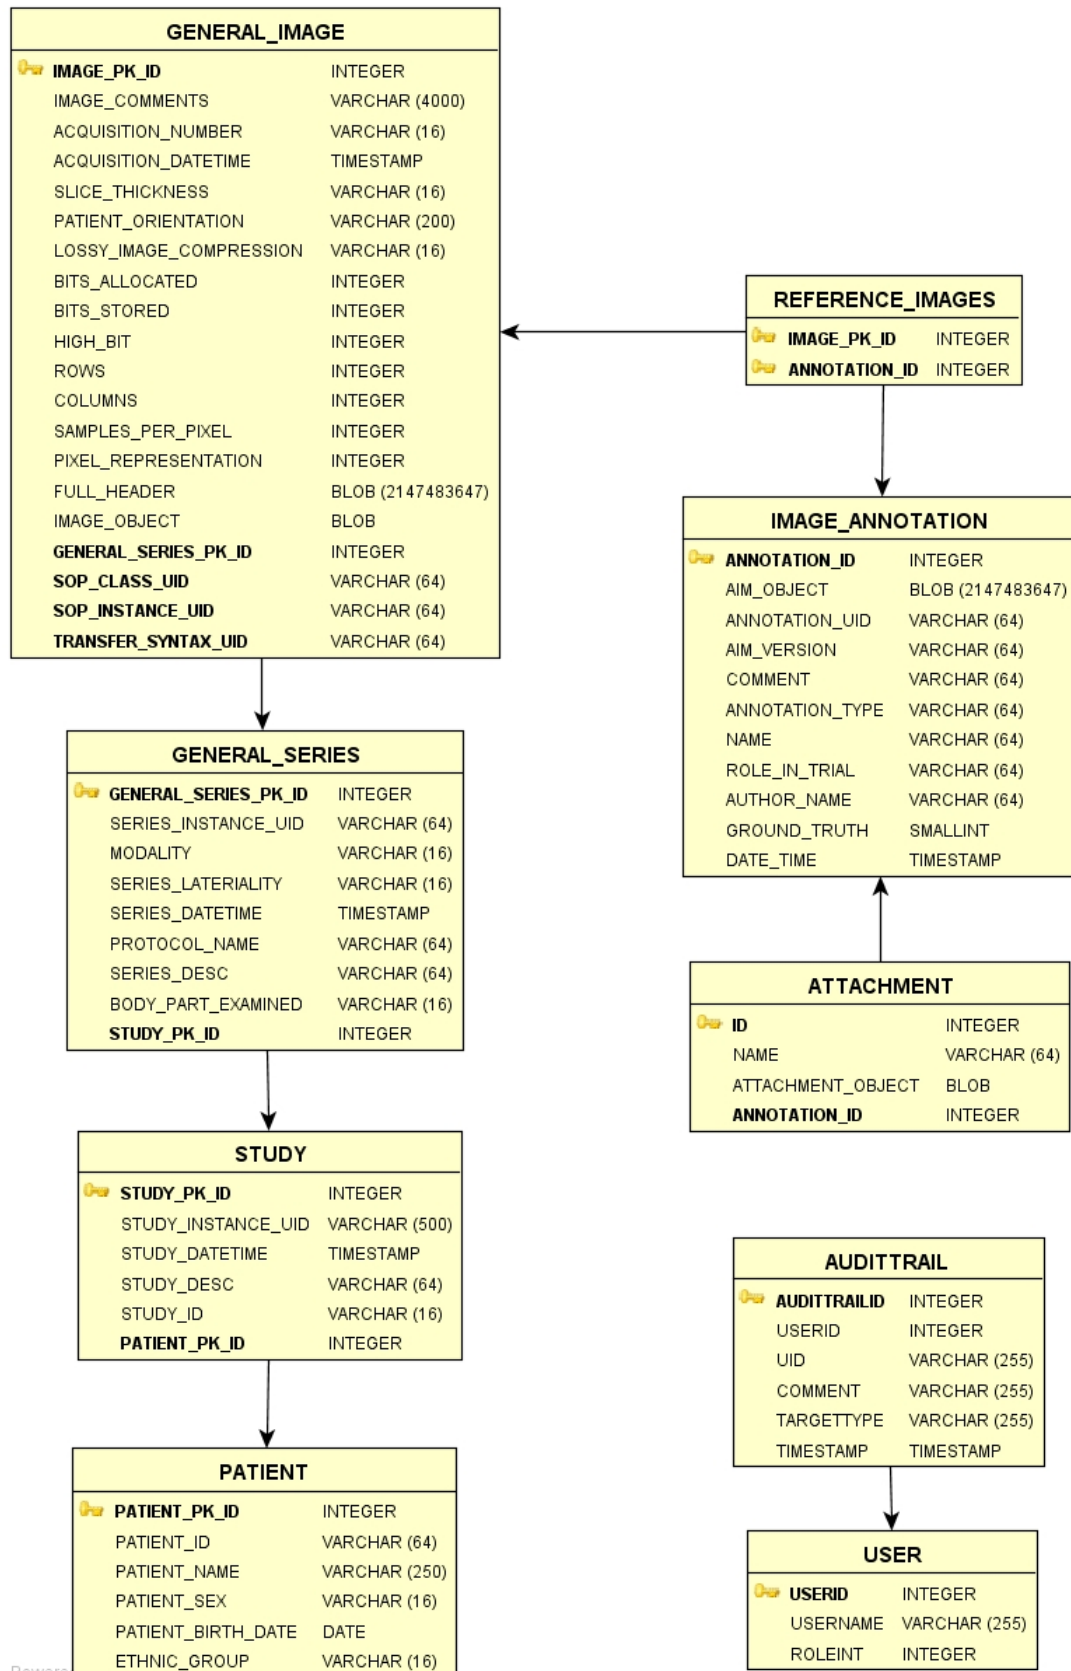 GENERAL_IMAGE
IMAGE_PK_ID INTEGER
IMAGE_COMMENTS VARCHAR (4000)
ACQUISITION_NUMBER VARCHAR (16)
ACQUISITION_DATETIME TIMESTAMP
SLICE_THICKNESS VARCHAR (16)
PATIENT_ORIENTATION VARCHAR (200)
LOSSY_IMAGE_COMPRESSION VARCHAR (16)
BITS_ALLOCATED INTEGER
BITS_STORED INTEGER
HIGH_BIT INTEGER
ROWS INTEGER
COLUMNS INTEGER
SAMPLES_PER_PIXEL INTEGER
PIXEL_REPRESENTATION INTEGER
FULL_HEADER BLOB (2147483647)
IMAGE_OBJECT BLOB
GENERAL_SERIES_PK_ID INTEGER
SOP_CLASS_UID VARCHAR (64)
SOP_INSTANCE_UID VARCHAR (64)
TRANSFER_SYNTAX_UID VARCHAR (64)
REFERENCE_IMAGES
IMAGE_PK_ID INTEGER
ANNOTATION_ID INTEGER
IMAGE_ANNOTATION
ANNOTATION_ID INTEGER
AIM_OBJECT BLOB (2147483647)
ANNOTATION_UID VARCHAR (64)
AIM_VERSION VARCHAR (64)
COMMENT VARCHAR (64)
ANNOTATION_TYPE VARCHAR (64)
NAME VARCHAR (64)
ROLE_IN_TRIAL VARCHAR (64)
AUTHOR_NAME VARCHAR (64)
GROUND_TRUTH SMALLINT
DATE_TIME TIMESTAMP
GENERAL_SERIES
GENERAL_SERIES_PK_ID INTEGER
SERIES_INSTANCE_UID VARCHAR (64)
MODALITY VARCHAR (16)
SERIES_LATERIALITY VARCHAR (16)
SERIES_DATETIME TIMESTAMP
PROTOCOL_NAME VARCHAR (64)
SERIES_DESC VARCHAR (64)
BODY_PART_EXAMINED VARCHAR (16)
STUDY_PK_ID INTEGER
ATTACHMENT
ID INTEGER
NAME VARCHAR (64)
ATTACHMENT_OBJECT BLOB
ANNOTATION_ID INTEGER
STUDY
STUDY_PK_ID INTEGER
STUDY_INSTANCE_UID VARCHAR (500)
STUDY_DATETIME TIMESTAMP
STUDY_DESC VARCHAR (64)
STUDY_ID VARCHAR (16)
PATIENT_PK_ID INTEGER
AUDITTRAIL
AUDITTRAILID INTEGER
USERID INTEGER
UID VARCHAR (255)
COMMENT VARCHAR (255)
TARGETTYPE VARCHAR (255)
TIMESTAMP TIMESTAMP
PATIENT
PATIENT_PK_ID INTEGER
PATIENT_ID VARCHAR (64)
PATIENT_NAME VARCHAR (250)
PATIENT_SEX VARCHAR (16)
PATIENT_BIRTH_DATE DATE
ETHNIC_GROUP VARCHAR (16)
USER
USERID INTEGER
USERNAME VARCHAR (255)
ROLEINT INTEGER